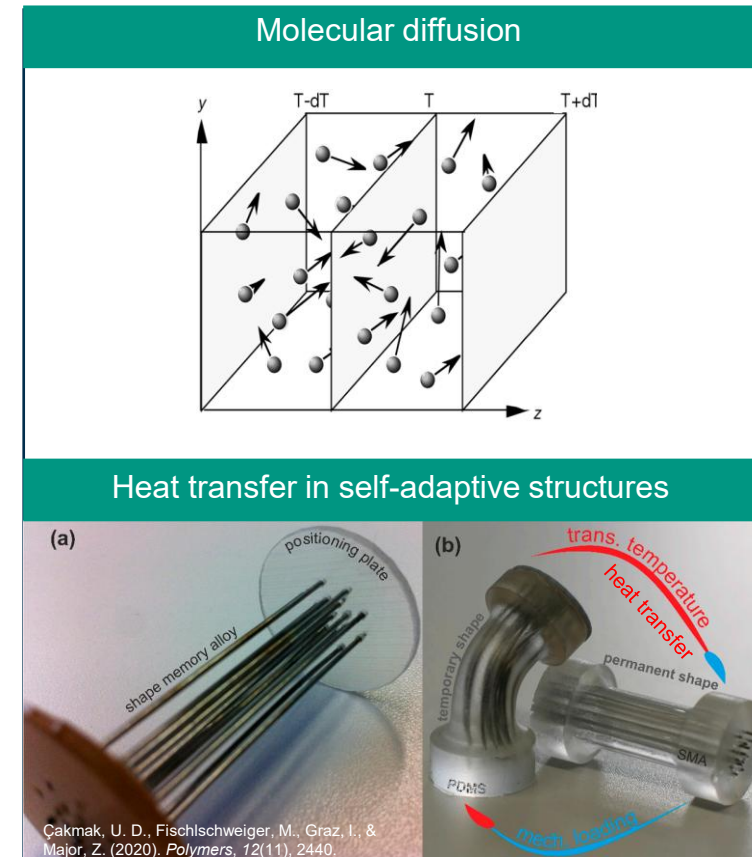 Molecular diffusion
y
T-dT
T
T+dT
z
Heat transfer in self-adaptive structures
(a)
positioning plate
shape memory alloy
Çakmak, U. D., Fischlschweiger, M., Graz, I., &
Major, Z. (2020). Polymers, 12(11), 2440.
(b)
trans. temperature
heat transfer
temporary shape
permanent shape
SMA
PDMS
mech. loading